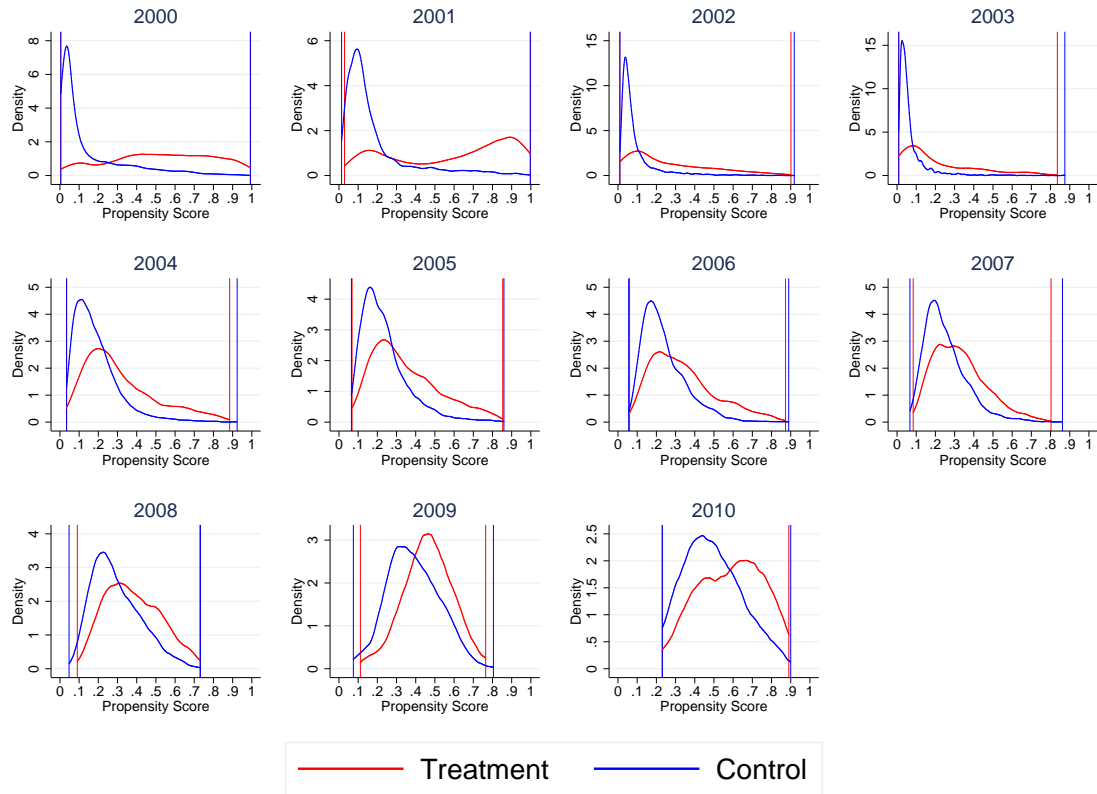 2000 2001 2002 2003
Density 0 2 4 6 8
0 .1 .2 .3 .4 .5 .6 .7 .8 .9 1
Propensity Score
Density 0 2 4 6
0 .1 .2 .3 .4 .5 .6 .7 .8 .9 1
Propensity Score
Density 0 5 10 15
0 .1 .2 .3 .4 .5 .6 .7 .8 .9 1
Propensity Score
Density 0 5 10 15
0 .1 .2 .3 .4 .5 .6 .7 .8 .9 1
Propensity Score
2004 2005 2006 2007
Density 0 1 2 3 4 5
0 .1 .2 .3 .4 .5 .6 .7 .8 .9 1
Propensity Score
Density 0 1 2 3 4
0 .1 .2 .3 .4 .5 .6 .7 .8 .9 1
Propensity Score
Density 0 1 2 3 4 5
0 .1 .2 .3 .4 .5 .6 .7 .8 .9 1
Propensity Score
Density 0 1 2 3 4 5
0 .1 .2 .3 .4 .5 .6 .7 .8 .9 1
Propensity Score
2008 2009 2010
Density 0 1 2 3 4
0 .1 .2 .3 .4 .5 .6 .7 .8 .9 1
Propensity Score
Density 0 1 2 3
0 .1 .2 .3 .4 .5 .6 .7 .8 .9 1
Propensity Score
Density 0 .5 1 1.5 2 2.5
0 .1 .2 .3 .4 .5 .6 .7 .8 .9 1
Propensity Score
Treatment Control